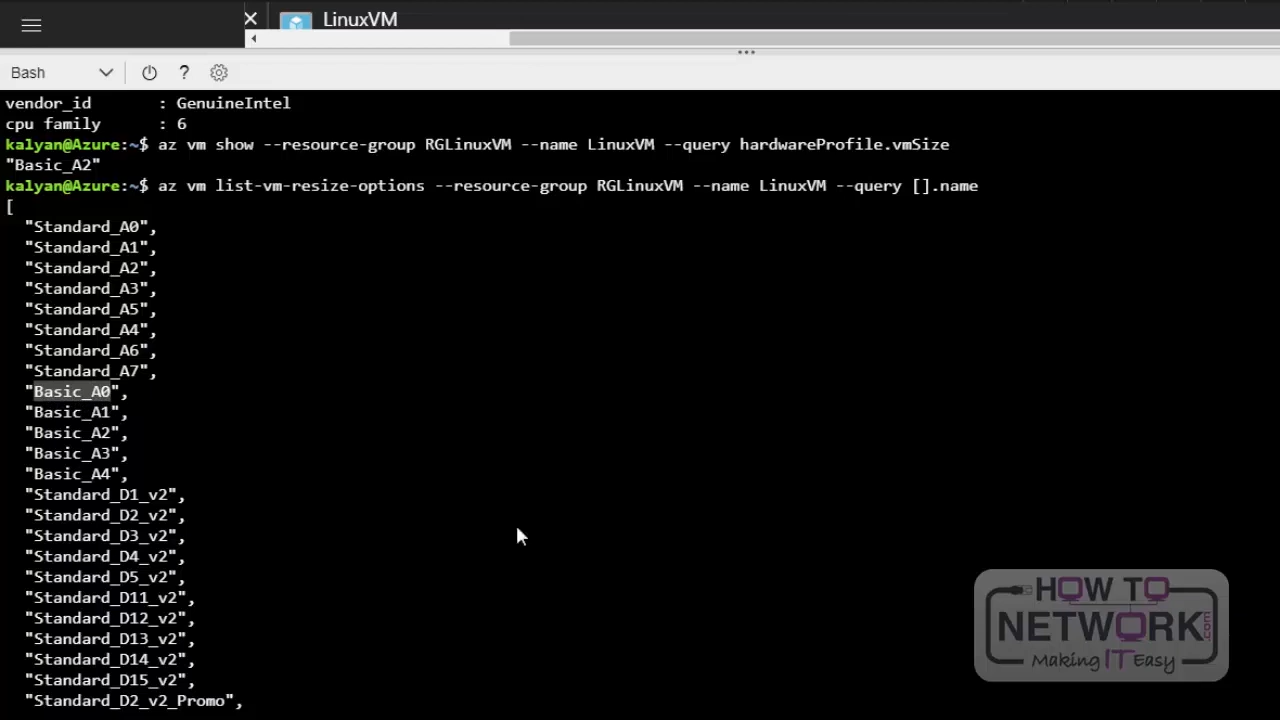 LinuxVM
Bash
?
vendor_id : GenuineIntel
cpu family : 6
kalyan@Azure:~$ az vm show --resource-group RGLinuxVM --name LinuxVM --query hardwareProfile.vmSize
"Basic_A2"
kalyan@Azure:~$ az vm list-vm-resize-options --resource-group RGLinuxVM --name LinuxVM --query [].name
[
"Standard_A0",
"Standard_A1",
"Standard_A2",
"Standard_A3",
"Standard_A5",
"Standard_A4",
"Standard_A6",
"Standard_A7",
"Basic_A0",
"Basic_A1",
"Basic_A2",
"Basic_A3",
"Basic_A4",
"Standard_D1_v2",
"Standard_D2_v2",
"Standard_D3_v2",
"Standard_D4_v2",
"Standard_D5_v2",
"Standard_D11_v2",
"Standard_D12_v2",
"Standard_D13_v2",
"Standard_D14_v2",
"Standard_D15_v2",
"Standard_D2_v2_Promo",
HOW TO
NETWORK.com
Making IT Easy